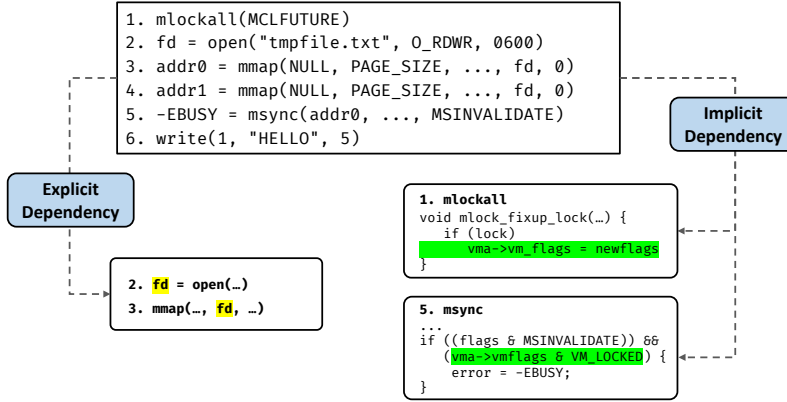 1. mlockall(MCLFUTURE)
2. fd = open("tmpfile.txt", O_RDWR, 0600)
3. addr0 = mmap(NULL, PAGE_SIZE, ..., fd, 0)
4. addr1 = mmap(NULL, PAGE_SIZE, ..., fd, 0)
5. -EBUSY = msync(addr0, ..., MSINVALIDATE)
6. write(1, "HELLO", 5)
Implicit
Dependency
Explicit
Dependency
1. mlockall
void mlock_fixup_lock(…) {
if (lock)
vma->vm_flags = newflags
}
2. fd = open(…)
3. mmap(…, fd, …)
5. msync
...
if ((flags & MSINVALIDATE)) &&
(vma->vmflags & VM_LOCKED) {
error = -EBUSY;
}